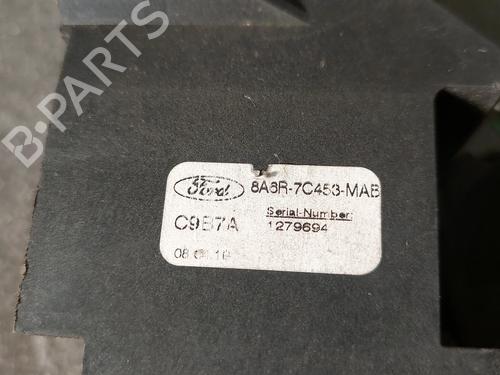 B-PARTS
Ford
8A6R-7C453-MAB
C9B7A
Serial-Number:
1279694